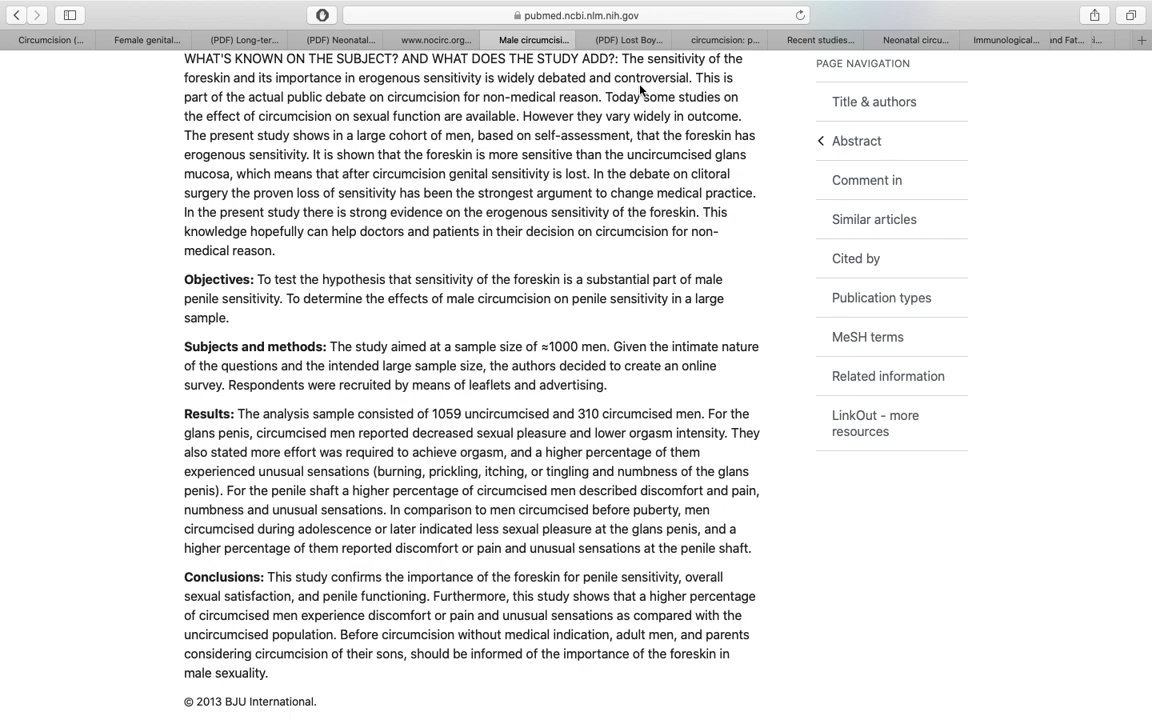 pubmed.ncbi.nlm.nih.gov
Circumcision (...
Female genital...
(PDF) Long-ter...
(PDF) Neonatal...
www.nocirc.org...
Male circumcisi...
(PDF) Lost Boy...
circumcision: p...
Recent studies...
Neonatal circu...
Immunological...
and Fat...
WHAT'S KNOWN ON THE SUBJECT? AND WHAT DOES THE STUDY ADD?: The sensitivity of the
foreskin and its importance in erogenous sensitivity is widely debated and controversial. This is
part of the actual public debate on circumcision for non-medical reason. Today some studies on
the effect of circumcision on sexual function are available. However they vary widely in outcome.
The present study shows in a large cohort of men, based on self-assessment, that the foreskin has
erogenous sensitivity. It is shown that the foreskin is more sensitive than the uncircumcised glans
mucosa, which means that after circumcision genital sensitivity is lost. In the debate on clitoral
surgery the proven loss of sensitivity has been the strongest argument to change medical practice.
In the present study there is strong evidence on the erogenous sensitivity of the foreskin. This
knowledge hopefully can help doctors and patients in their decision on circumcision for non-
medical reason.
Objectives: To test the hypothesis that sensitivity of the foreskin is a substantial part of male
penile sensitivity. To determine the effects of male circumcision on penile sensitivity in a large
sample.
Subjects and methods: The study aimed at a sample size of ≈1000 men. Given the intimate nature
of the questions and the intended large sample size, the authors decided to create an online
survey. Respondents were recruited by means of leaflets and advertising.
Results: The analysis sample consisted of 1059 uncircumcised and 310 circumcised men. For the
glans penis, circumcised men reported decreased sexual pleasure and lower orgasm intensity. They
also stated more effort was required to achieve orgasm, and a higher percentage of them
experienced unusual sensations (burning, prickling, itching, or tingling and numbness of the glans
penis). For the penile shaft a higher percentage of circumcised men described discomfort and pain,
numbness and unusual sensations. In comparison to men circumcised before puberty, men
circumcised during adolescence or later indicated less sexual pleasure at the glans penis, and a
higher percentage of them reported discomfort or pain and unusual sensations at the penile shaft.
Conclusions: This study confirms the importance of the foreskin for penile sensitivity, overall
sexual satisfaction, and penile functioning. Furthermore, this study shows that a higher percentage
of circumcised men experience discomfort or pain and unusual sensations as compared with the
uncircumcised population. Before circumcision without medical indication, adult men, and parents
considering circumcision of their sons, should be informed of the importance of the foreskin in
male sexuality.
© 2013 BJU International.
PAGE NAVIGATION
Title & authors
Abstract
Comment in
Similar articles
Cited by
Publication types
MeSH terms
Related information
LinkOut - more
resources